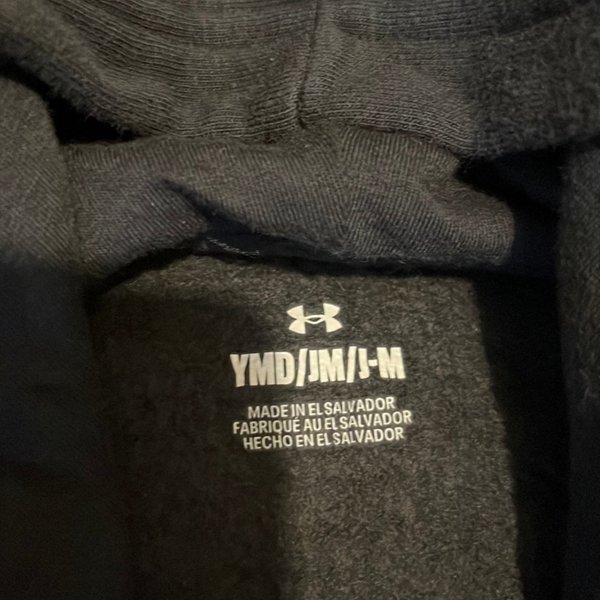 YMD/JM/J-M
MADE IN EL SALVADOR
FABRIQUÉ AU EL SALVADOR
HECHO EN EL SALVADOR